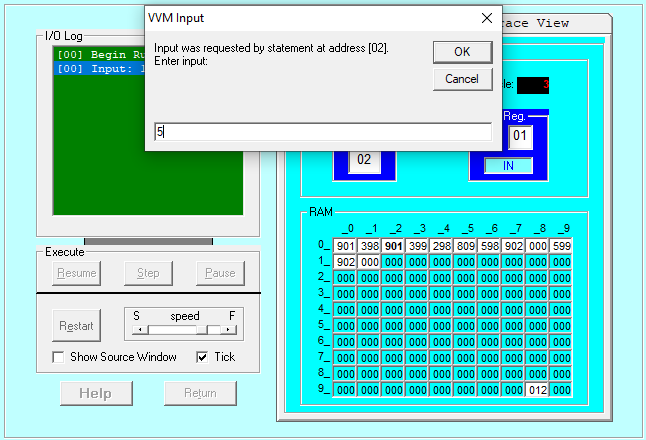 VVM Input
Input was requested by statement at address [02].
Enter input:
OK
Cancel
5
ace View
I/O Log
[00] Begin Ru
[00] Input: 1
cle: 3
Reg.
02
01
IN
Execute
Resume Step Pause
S speed F
Restart
Show Source Window Tick
Help Return
RAM
_0 _1 _2 _3 _4 _5 _6 _7 _8 _9
0_ 901 398 901 399 298 809 598 902 000 599
1_ 902 000 000 000 000 000 000 000 000 000
2_ 000 000 000 000 000 000 000 000 000 000
3_ 000 000 000 000 000 000 000 000 000 000
4_ 000 000 000 000 000 000 000 000 000 000
5_ 000 000 000 000 000 000 000 000 000 000
6_ 000 000 000 000 000 000 000 000 000 000
7_ 000 000 000 000 000 000 000 000 000 000
8_ 000 000 000 000 000 000 000 000 000 000
9_ 000 000 000 000 000 000 000 000 012 000